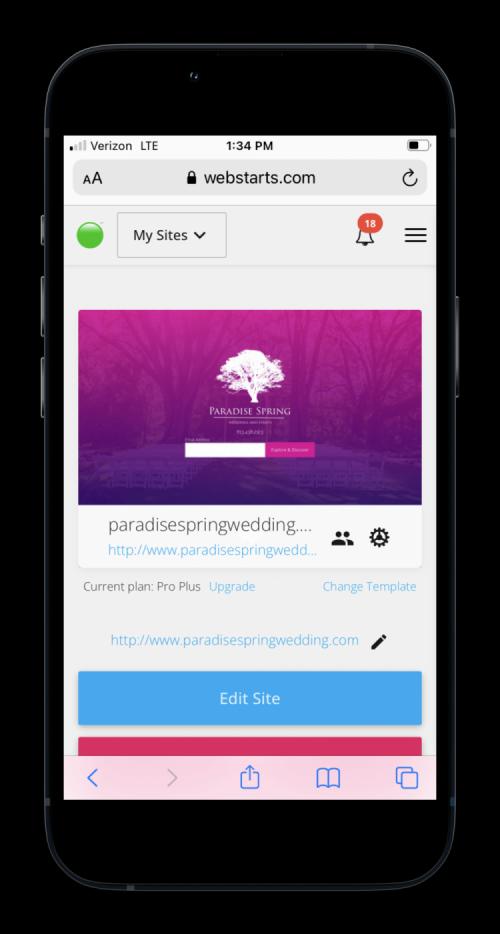 Verizon LTE 1:34 PM
AA webstarts.com
My Sites 18
PARADISE SPRING
WEDDINGS AND EVENTS
Email Address
Explore & Discover
paradisespringwedding....
http://www.paradisespringwedd...
Current plan: Pro Plus Upgrade Change Template
http://www.paradisespringwedding.com
Edit Site